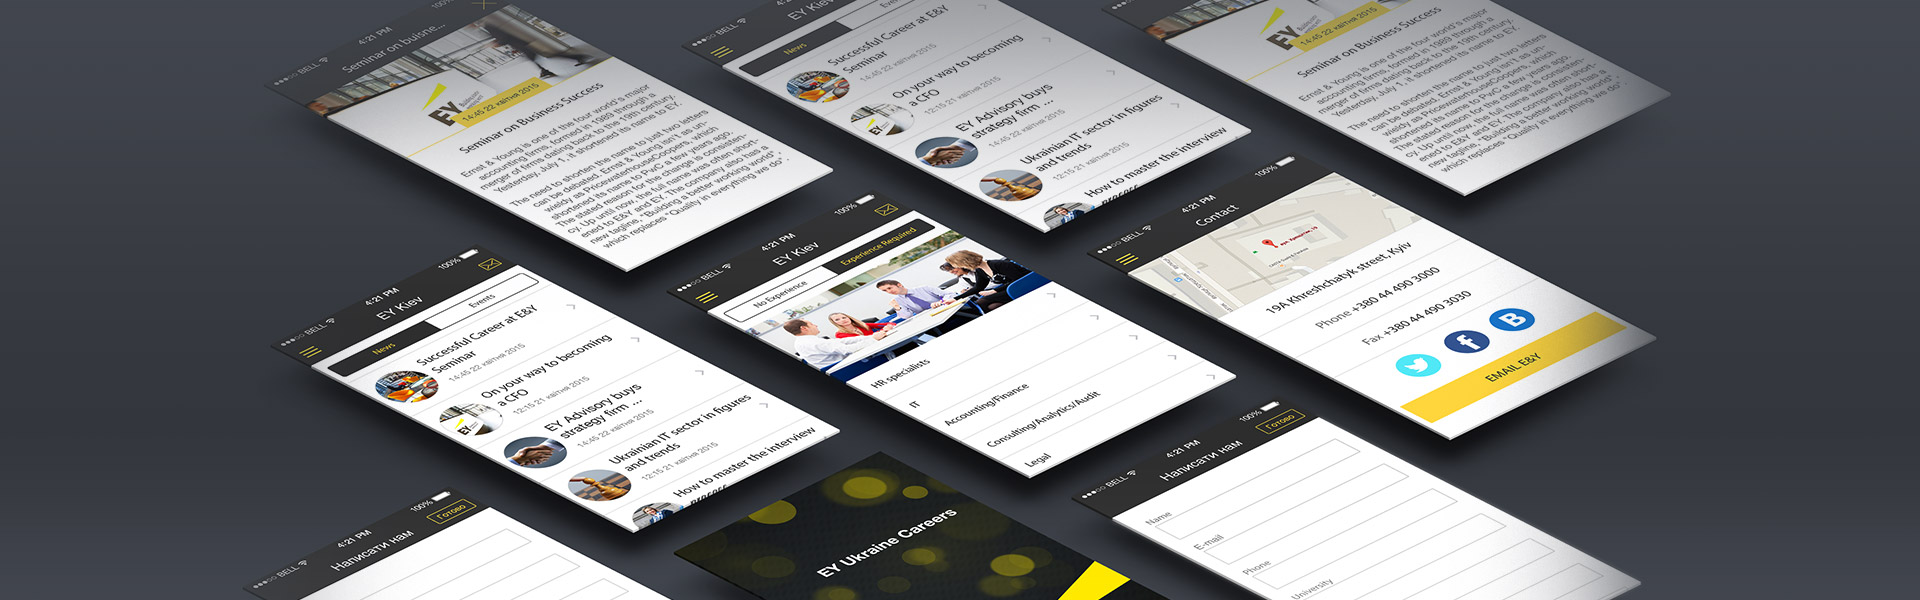 4:21 PM
BELL
Seminar on buisne...
EY
14:45 22 квітня 2015
Seminar on Business Success
Ernst & Young is one of the four world's major
accounting firms, formed in 1989 through a
merger of firms dating back to the 19th century.
Yesterday, July 1, it shortened its name to EY.
The need to shorten the name to just two letters
can be debated. Ernst & Young isn't as un-
wieldy as PricewaterhouseCoopers, which
shortened its name to PwC a few years ago.
The stated reason for the change is consisten-
cy. Up until now, the full name was often short-
ened to E&Y and EY. The company also has a
new tagline, "Building a better working world",
which replaces "Quality in everything we do".
BELL
EY Kiev
News
Events
Successful Career at E&Y
Seminar
14:45 22 квітня 2015
On your way to becoming
a CFO
12:15 21 квітня 2015
EY Advisory buys
strategy firm ...
14:45 22 квітня 2015
Ukrainian IT sector in figures
and trends
12:15 21 квітня 2015
How to master the interview
process
EY
14:45 22 квітня 2015
Seminar on Business Success
Ernst & Young is one of the four world's major
accounting firms, formed in 1989 through a
merger of firms dating back to the 19th century.
Yesterday, July 1, it shortened its name to EY.
The need to shorten the name to just two letters
can be debated. Ernst & Young isn't as un-
wieldy as PricewaterhouseCoopers, which
shortened its name to PwC a few years ago.
The stated reason for the change is consisten-
cy. Up until now, the full name was often short-
ened to E&Y and EY. The company also has a
new tagline, "Building a better working world",
which replaces "Quality in everything we do".
BELL
4:21 PM
100%
EY Kiev
News
Events
Successful Career at E&Y
Seminar
14:45 22 квітня 2015
On your way to becoming
a CFO
12:15 21 квітня 2015
EY Advisory buys
strategy firm ...
14:45 22 квітня 2015
Ukrainian IT sector in figures
and trends
12:15 21 квітня 2015
How to master the interview
process
BELL
4:21 PM
100%
EY Kiev
No Experience
Experience Required
HR specialists
IT
Accounting/Finance
Consulting/Analytics/Audit
Legal
BELL
4:21 PM
100%
Contact
19A Khreshchatyk street, Kyiv
Phone +380 44 490 3000
Fax +380 44 490 3030
EMAIL E&Y
BELL
4:21 PM
100%
Написати нам
Готово
EY Ukraine Careers
BELL
4:21 PM
100%
Написати нам
Готово
Name
E-mail
Phone
University